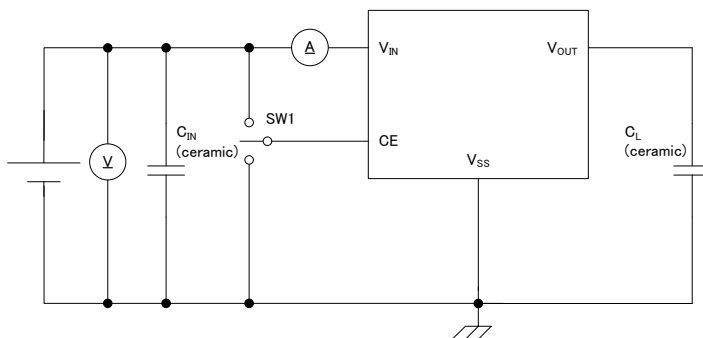 A
V
V_IN
V_OUT
SW1
C_IN
(ceramic)
CE
V_SS
C_L
(ceramic)